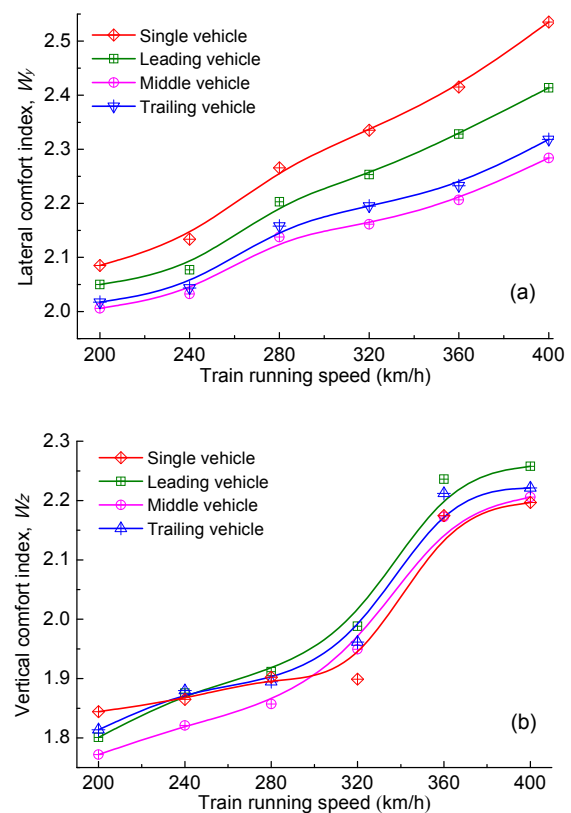 2.5
2.4
2.3
2.2
2.1
2.0
Lateral comfort index, Wy
Single vehicle
Leading vehicle
Middle vehicle
Trailing vehicle
(a)
200 240 280 320 360 400
Train running speed (km/h)
2.3
2.2
2.1
2.0
1.9
1.8
Vertical comfort index, Wz
Single vehicle
Leading vehicle
Middle vehicle
Trailing vehicle
(b)
200 240 280 320 360 400
Train running speed (km/h)